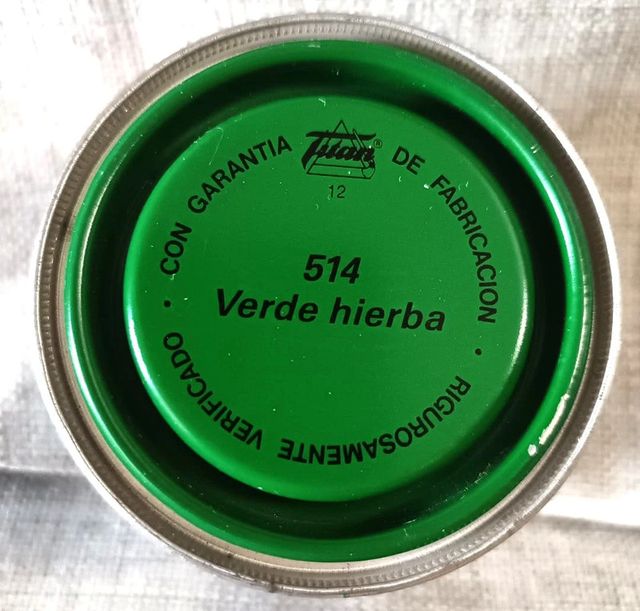 Titan®
12
CON GARANTIA DE FABRICACION · RIGUROSAMENTE VERIFICADO ·
514
Verde hierba